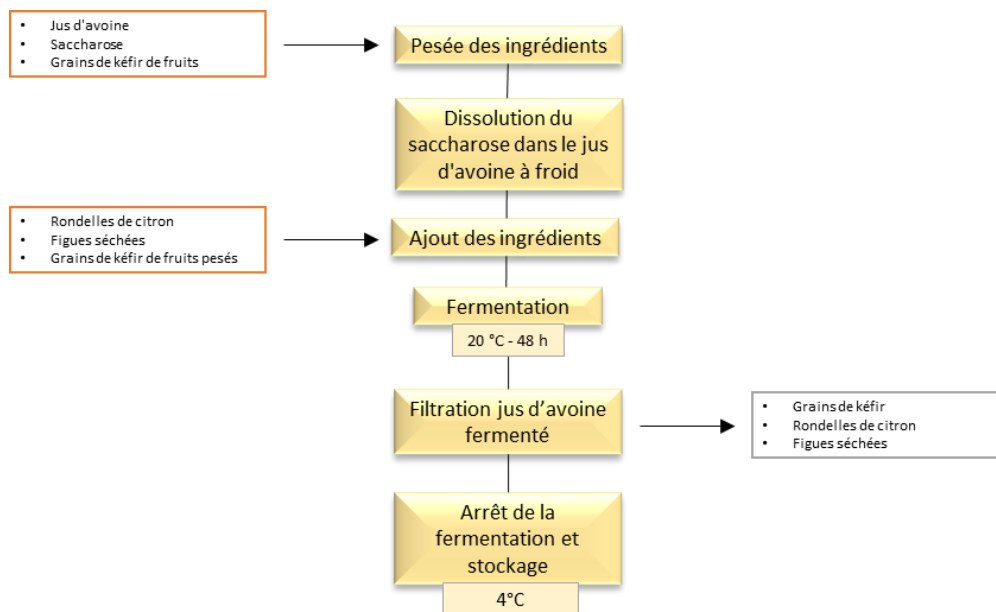 Jus d'avoine
Saccharose
Grains de kéfir de fruits
Pesée des ingrédients
Dissolution du
saccharose dans le jus
d'avoine à froid
Rondelles de citron
Figues séchées
Grains de kéfir de fruits pesés
Ajout des ingrédients
Fermentation
20 °C - 48 h
Filtration jus d’avoine
fermenté
Grains de kéfir
Rondelles de citron
Figues séchées
Arrêt de la
fermentation et
stockage
4°C